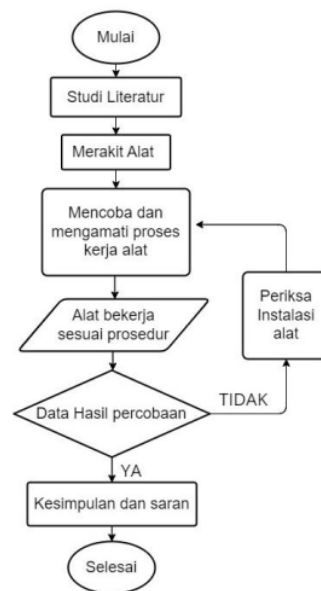 Mulai
Studi Literatur
Merakit Alat
Mencoba dan
mengamati proses
kerja alat
Periksa
Instalasi
alat
Alat bekerja
sesuai prosedur
Data Hasil percobaan
TIDAK
YA
Kesimpulan dan saran
Selesai